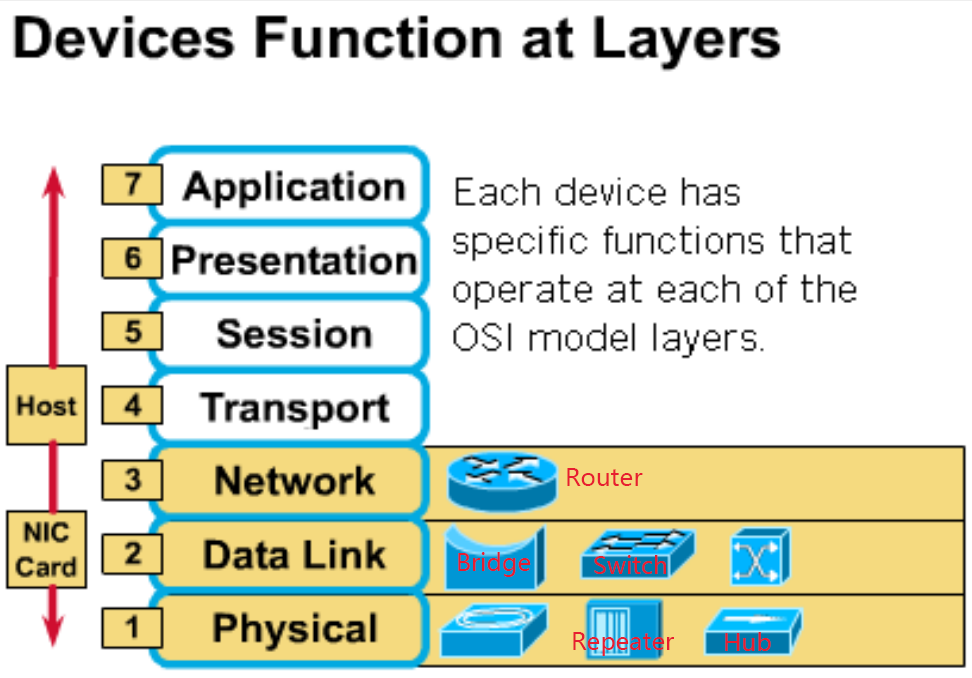 Devices Function at Layers
7 Application
6 Presentation
5 Session
4 Transport
3 Network
2 Data Link
1 Physical
Each device has
specific functions that
operate at each of the
OSI model layers.
Host
NIC
Card
Router
Bridge Switch
Repeater Hub